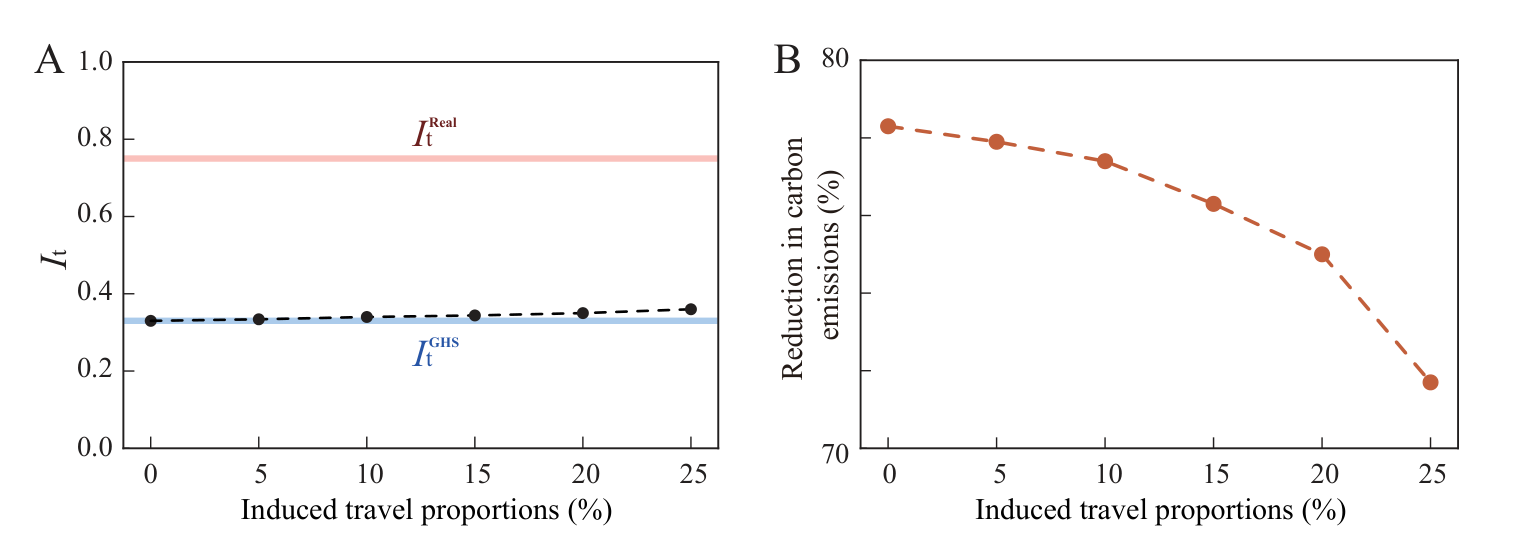 A
1.0
0.8
0.6
0.4
0.2
0.0
I_t
I_t^Real
I_t^GHS
0 5 10 15 20 25
Induced travel proportions (%)
B
80
70
Reduction in carbon
emissions (%)
0 5 10 15 20 25
Induced travel proportions (%)